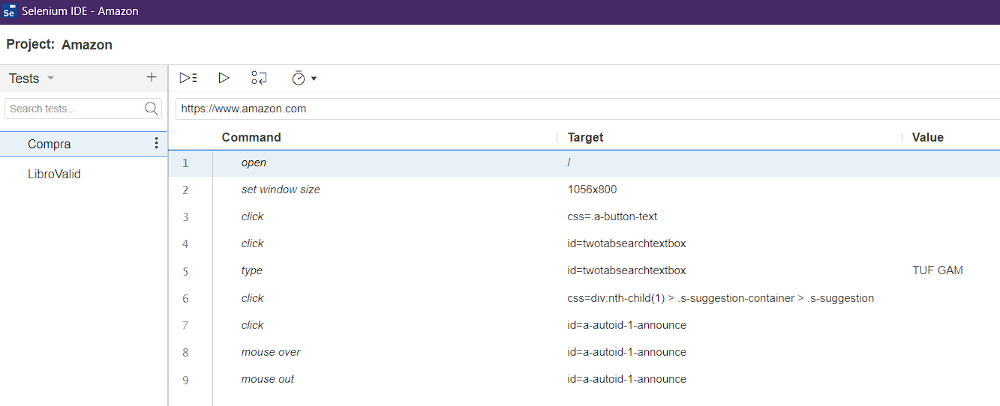 Se Selenium IDE - Amazon
Project: Amazon
Tests
Search tests...
Compra
LibroValid
https://www.amazon.com
Command Target Value
1 open /
2 set window size 1056x800
3 click css=.a-button-text
4 click id=twotabsearchtextbox
5 type id=twotabsearchtextbox TUF GAM
6 click css=div:nth-child(1) > .s-suggestion-container > .s-suggestion
7 click id=a-autoid-1-announce
8 mouse over id=a-autoid-1-announce
9 mouse out id=a-autoid-1-announce